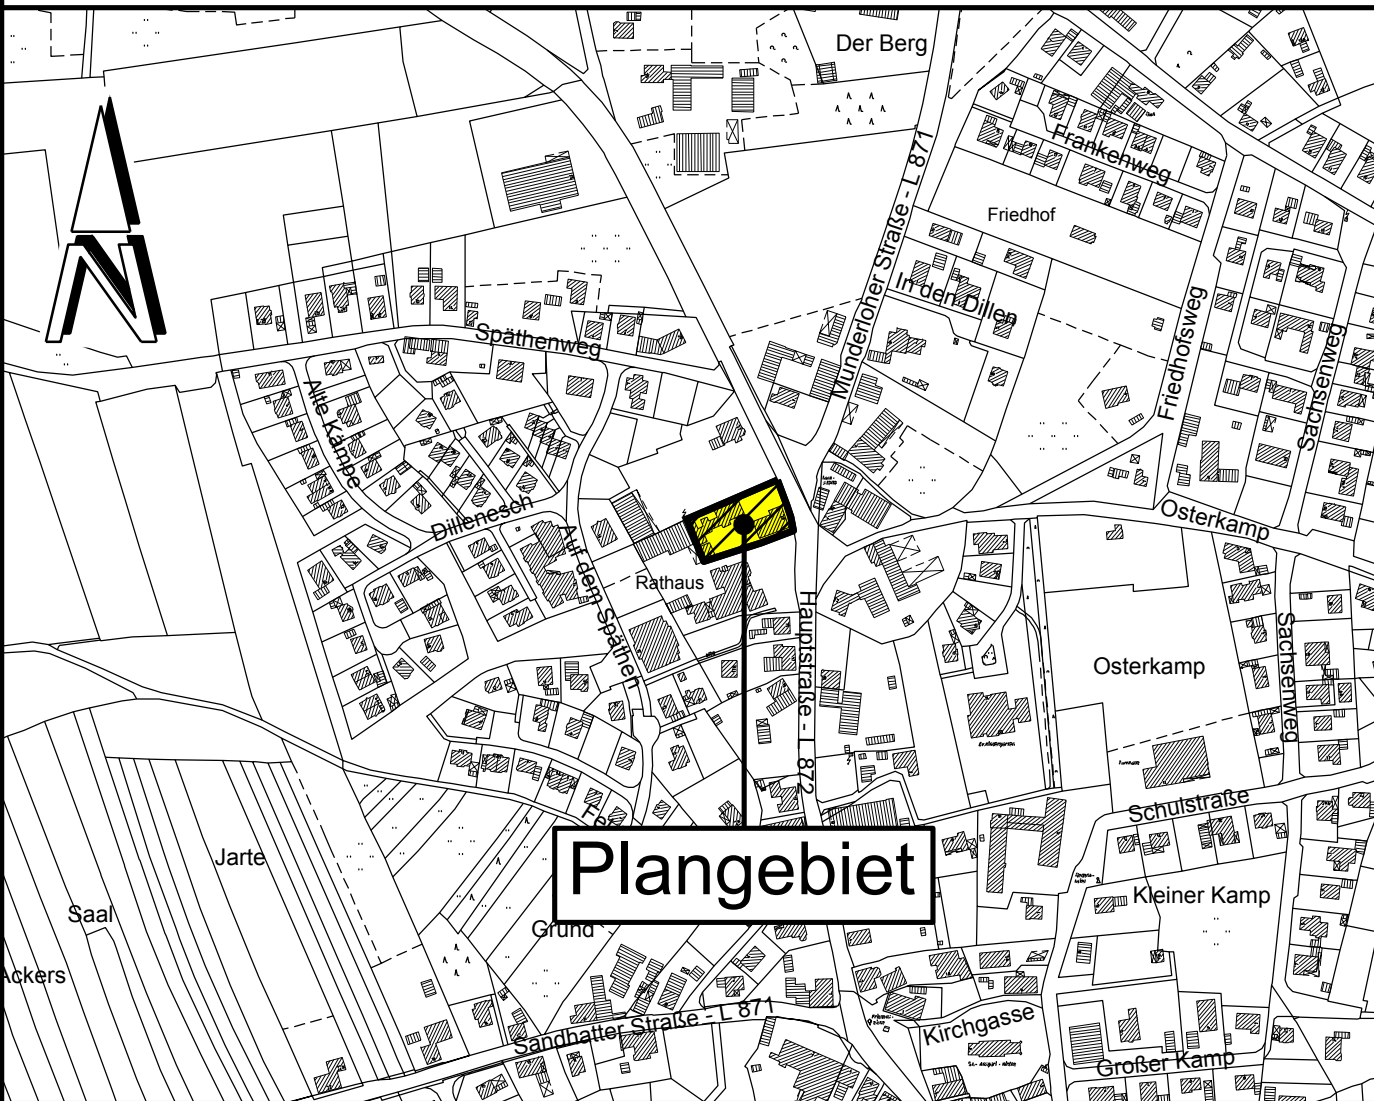 Der Berg
Frankenweg
Friedhof
Munderloher Straße - L 871
In den Dillen
Friedhofsweg
Sachsenweg
Späthenweg
Alte Kämpe
Dillenesch
Auf dem Späthen
Osterkamp
Rathaus
Hauptstraße - L 872
Osterkamp
Sachsenweg
Schulstraße
Plangebiet
Jarte
Kleiner Kamp
Saal
Grund
Ackers
Sandhatter Straße - L 871
Kirchgasse
Großer Kamp
N